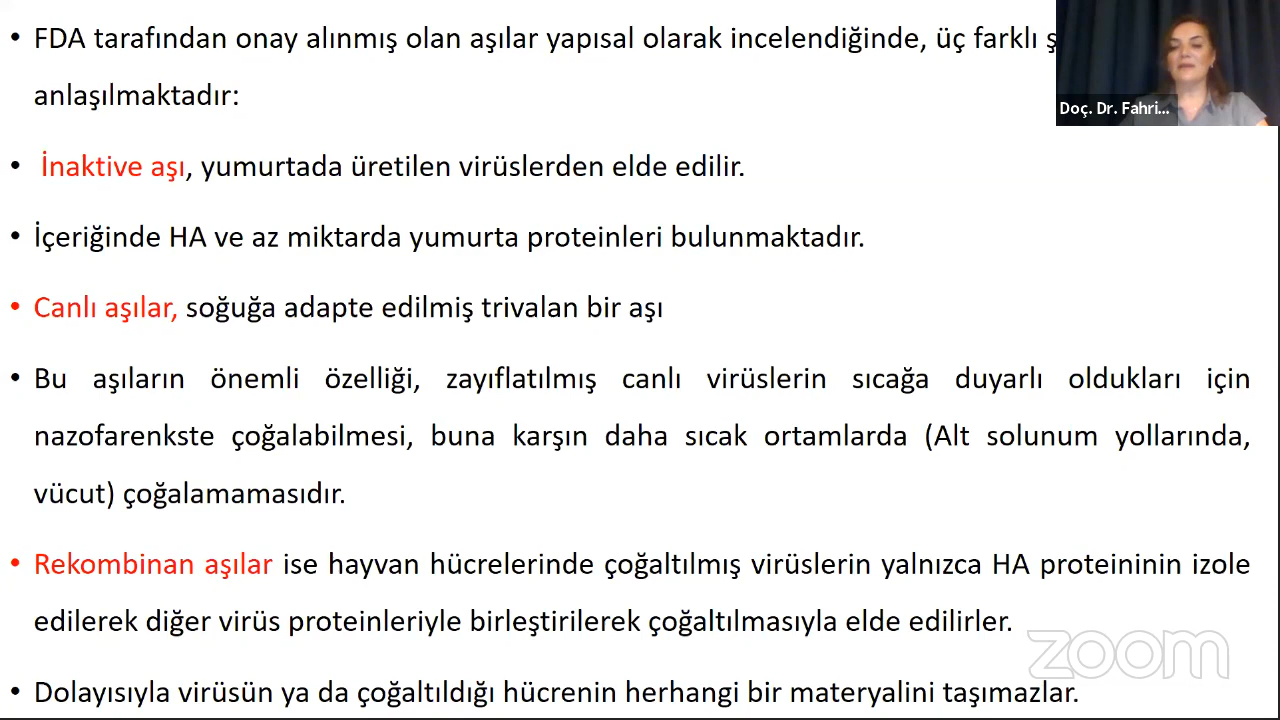 • FDA tarafından onay alınmış olan aşılar yapısal olarak incelendiğinde, üç farklı ş
anlaşılmaktadır:
• İnaktive aşı, yumurtada üretilen virüslerden elde edilir.
• İçeriğinde HA ve az miktarda yumurta proteinleri bulunmaktadır.
• Canlı aşılar, soğuğa adapte edilmiş trivalan bir aşı
• Bu aşıların önemli özelliği, zayıflatılmış canlı virüslerin sıcağa duyarlı oldukları için
nazofarenkste çoğalabilmesi, buna karşın daha sıcak ortamlarda (Alt solunum yollarında,
vücut) çoğalamamasıdır.
• Rekombinan aşılar ise hayvan hücrelerinde çoğaltılmış virüslerin yalnızca HA proteininin izole
edilerek diğer virüs proteinleriyle birleştirilerek çoğaltılmasıyla elde edilirler.
• Dolayısıyla virüsün ya da çoğaltıldığı hücrenin herhangi bir materyalini taşımazlar.
Doç. Dr. Fahri...
zoom